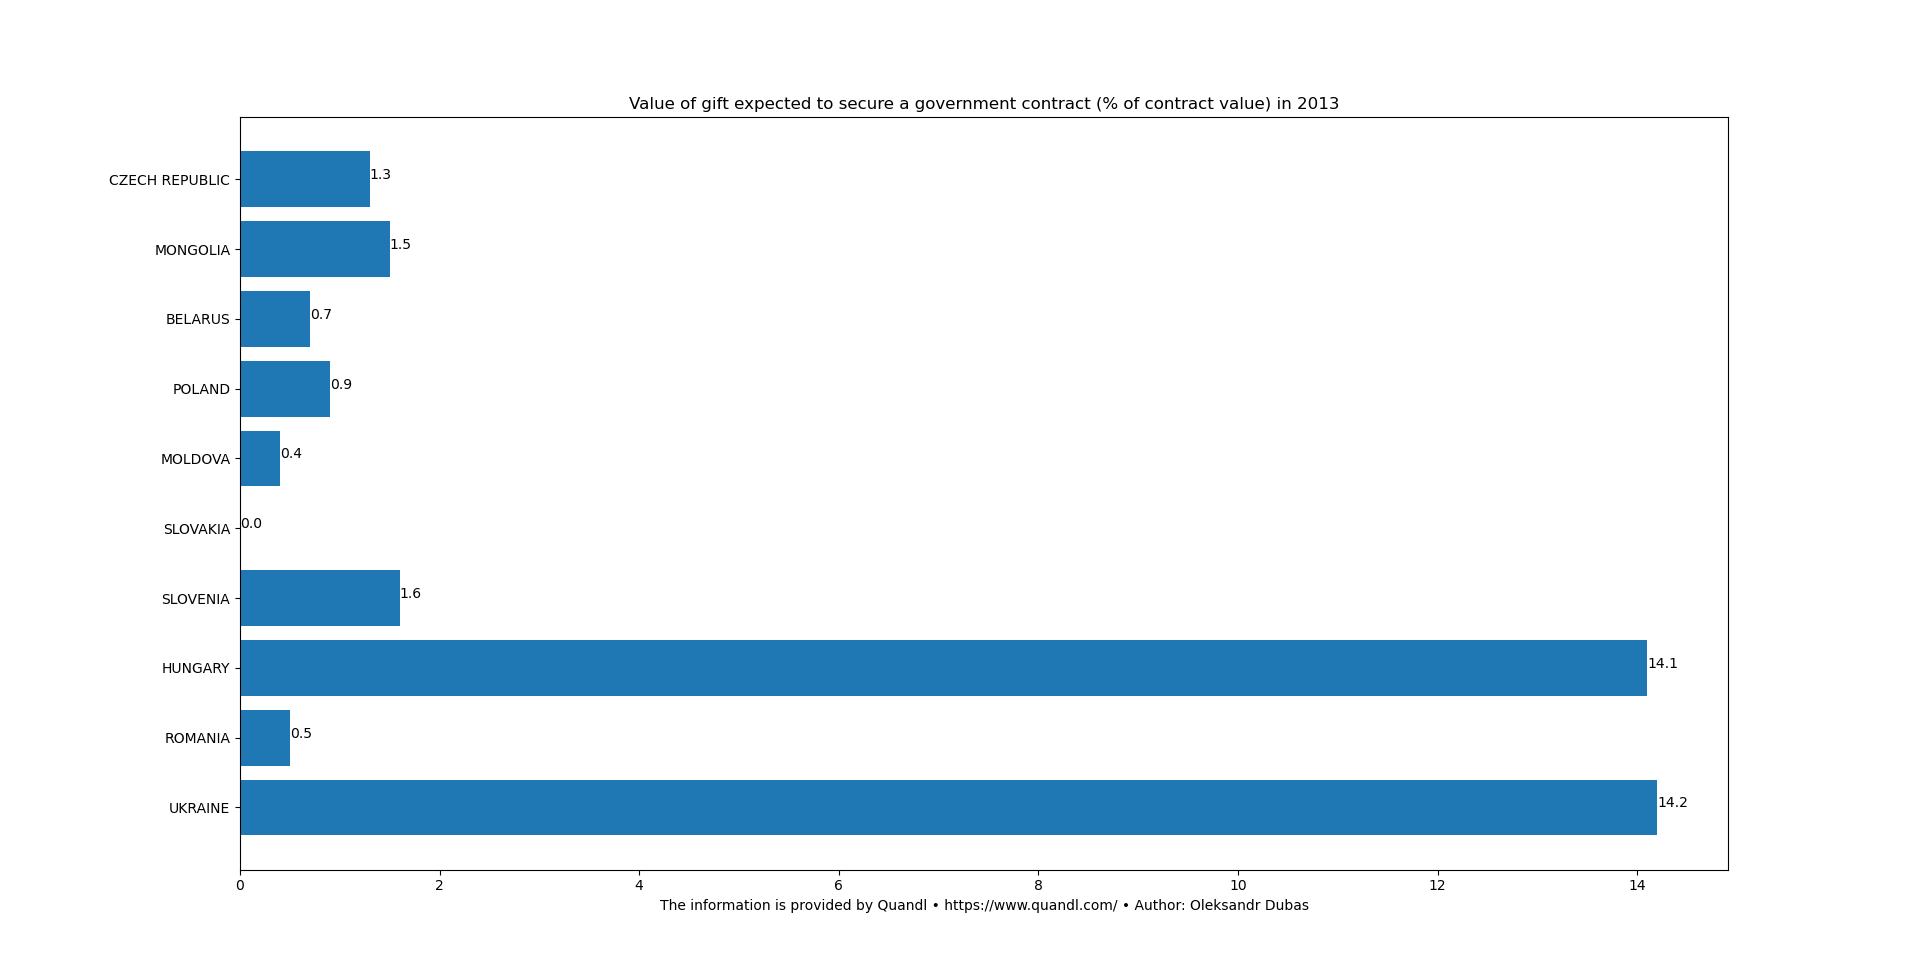 Value of gift expected to secure a government contract (% of contract value) in 2013
CZECH REPUBLIC 1.3
MONGOLIA 1.5
BELARUS 0.7
POLAND 0.9
MOLDOVA 0.4
SLOVAKIA 0.0
SLOVENIA 1.6
HUNGARY 14.1
ROMANIA 0.5
UKRAINE 14.2
0 2 4 6 8 10 12 14
The information is provided by Quandl • https://www.quandl.com/ • Author: Oleksandr Dubas